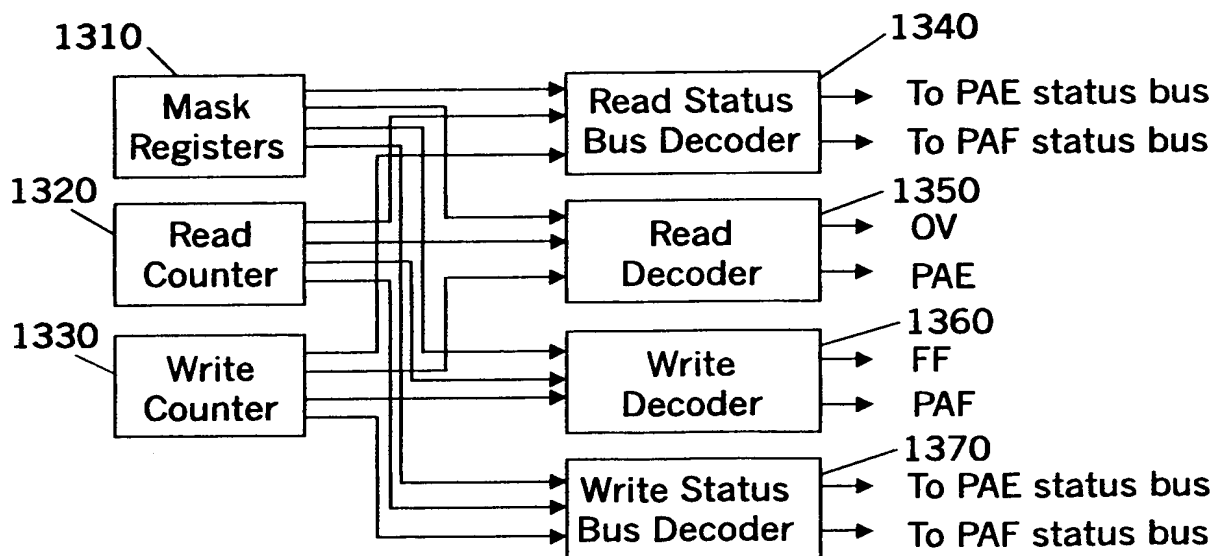 1310
Mask
Registers
1320
Read
Counter
1330
Write
Counter
1340
Read Status
Bus Decoder
To PAE status bus
To PAF status bus
1350
Read
Decoder
OV
PAE
1360
Write
Decoder
FF
PAF
1370
Write Status
Bus Decoder
To PAE status bus
To PAF status bus